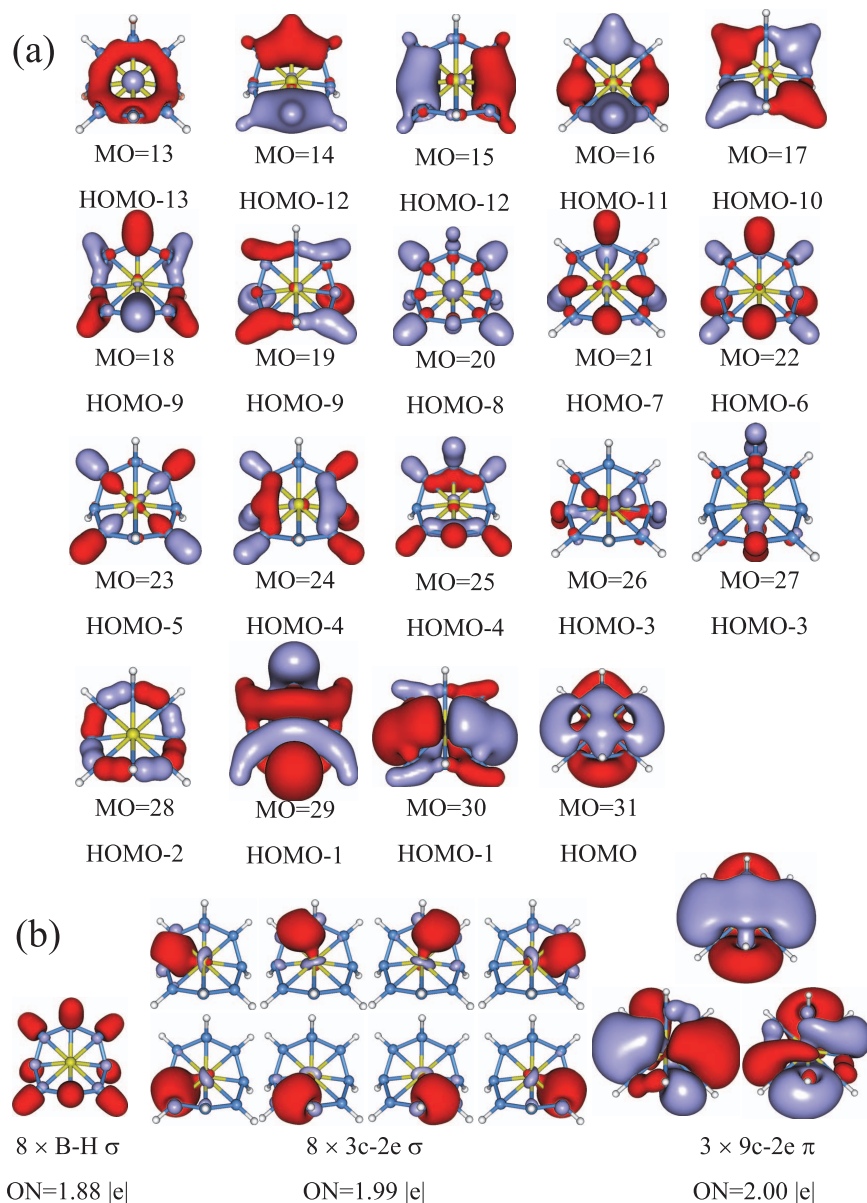 (a)
MO=13 MO=14 MO=15 MO=16 MO=17
HOMO-13 HOMO-12 HOMO-12 HOMO-11 HOMO-10
MO=18 MO=19 MO=20 MO=21 MO=22
HOMO-9 HOMO-9 HOMO-8 HOMO-7 HOMO-6
MO=23 MO=24 MO=25 MO=26 MO=27
HOMO-5 HOMO-4 HOMO-4 HOMO-3 HOMO-3
MO=28 MO=29 MO=30 MO=31
HOMO-2 HOMO-1 HOMO-1 HOMO
(b)
8 × B-H σ 8 × 3c-2e σ 3 × 9c-2e π
ON=1.88 |e| ON=1.99 |e| ON=2.00 |e|